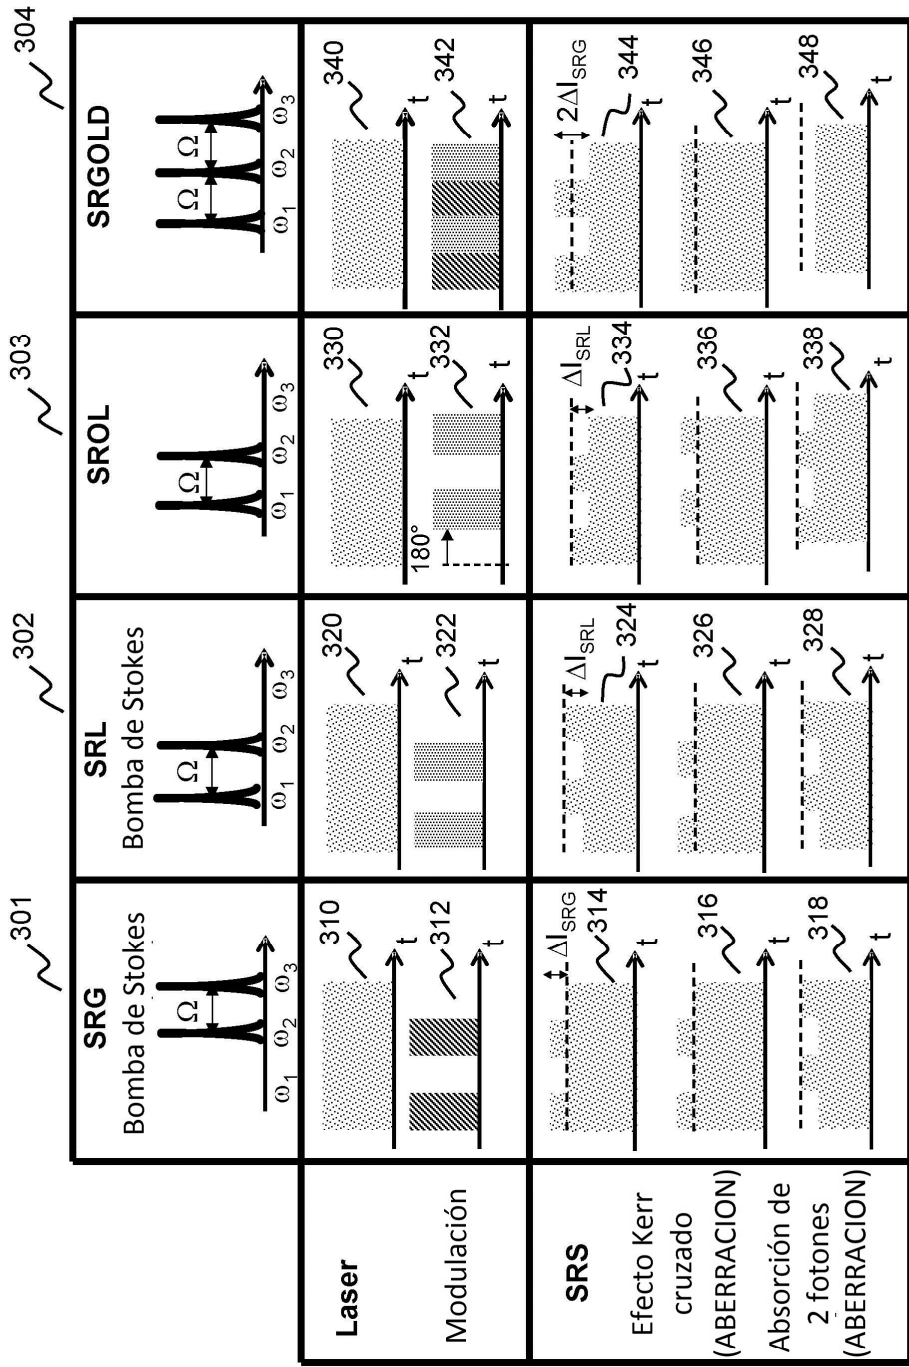 301
302
303
304
SRG
Bomba de Stokes
Ω
ω1 ω2 ω3
SRL
Bomba de Stokes
Ω
ω1 ω2 ω3
SROL
Ω
ω1 ω2 ω3
SRGOLD
Ω Ω
ω1 ω2 ω3
Laser
310
t
320
t
330
t
340
t
Modulación
312
t
322
t
180°
332
t
342
t
SRS
ΔISRG
314
t
ΔISRL
324
t
ΔISRL
334
t
2ΔISRG
344
t
Efecto Kerr
cruzado
(ABERRACION)
316
t
326
t
336
t
346
t
Absorción de
2 fotones
(ABERRACION)
318
t
328
t
338
t
348
t